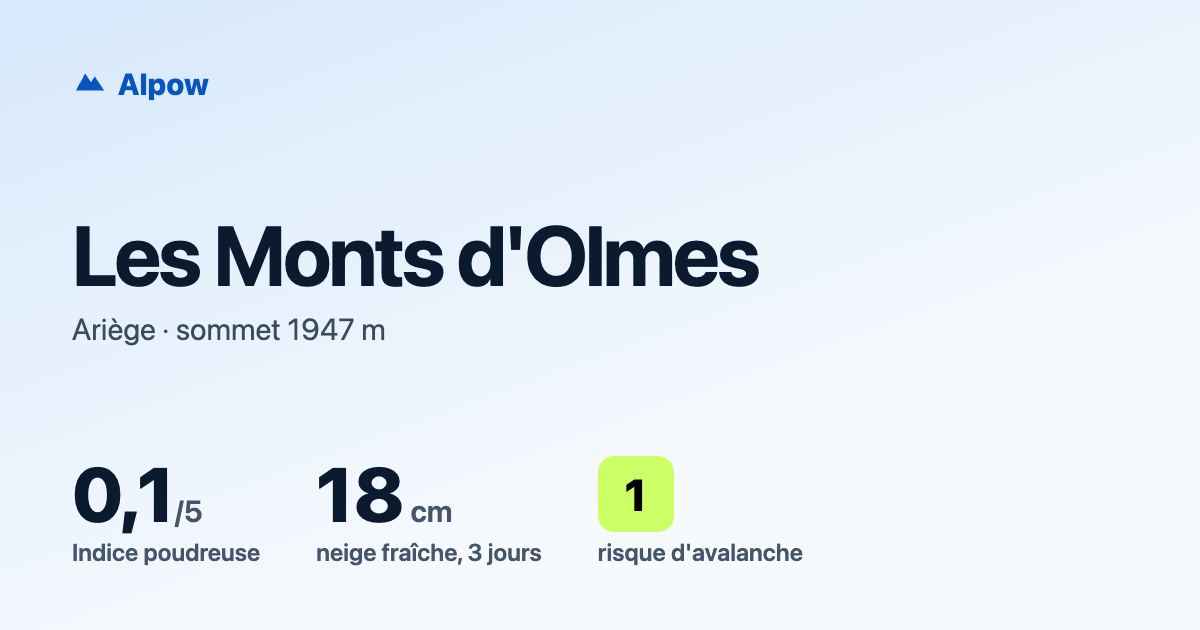 Alpow
Les Monts d'Olmes
Ariège · sommet 1947 m
0,1/5 18 cm 1
Indice poudreuse neige fraîche, 3 jours risque d'avalanche